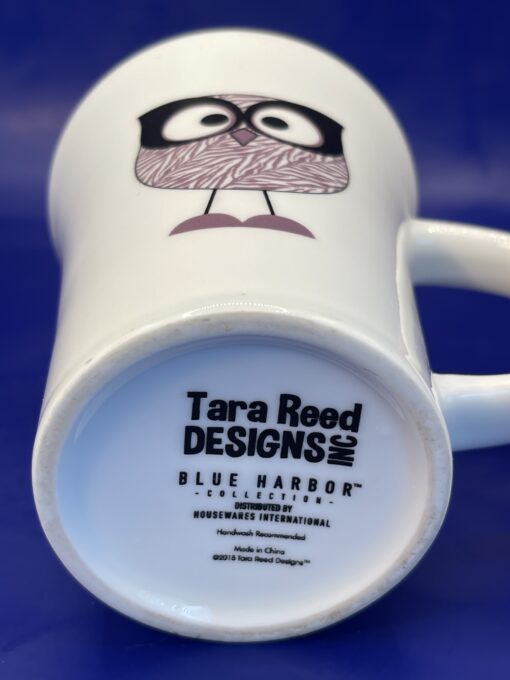 Tara Reed
DESIGNS INC
BLUE HARBOR™
- COLLECTION -
DISTRIBUTED BY
HOUSEWARES INTERNATIONAL
Handwash Recommended
Made in China
©2015 Tara Reed Designs™